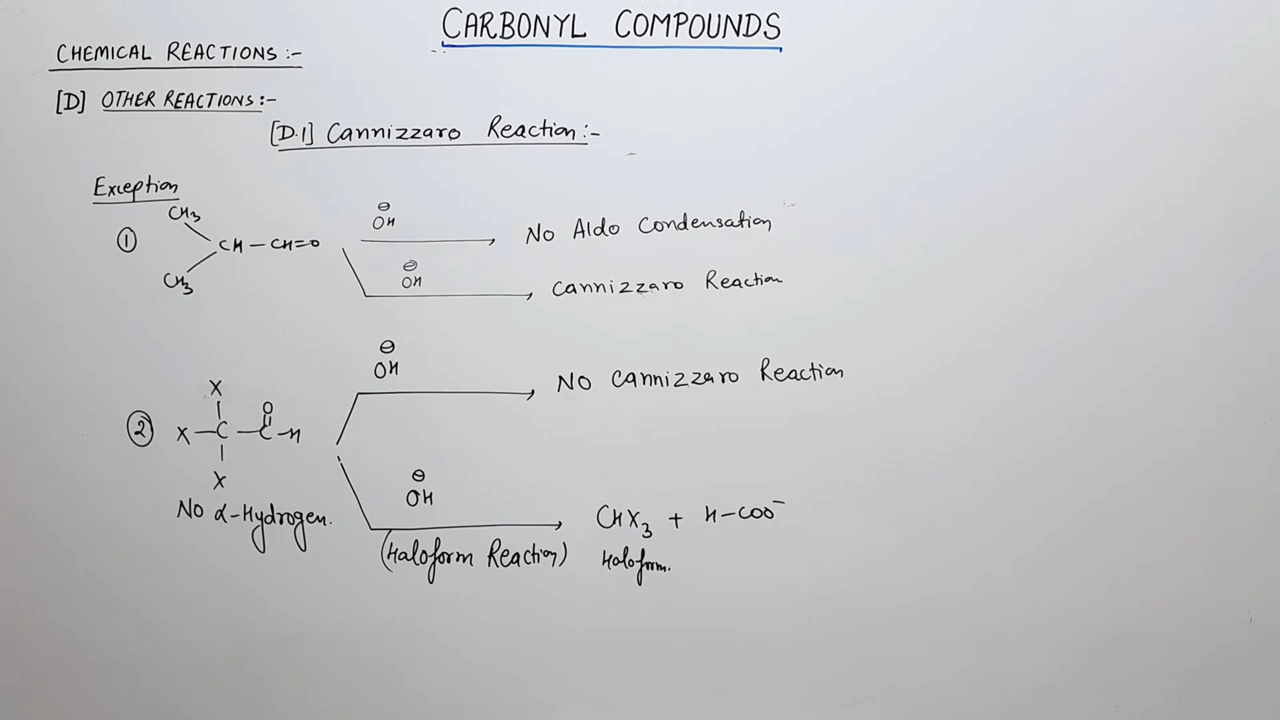 CARBONYL COMPOUNDS
CHEMICAL REACTIONS :-
[D] OTHER REACTIONS :-
[D.1] Cannizzaro Reaction :-
Exception
① CH3 CH3 CH — CH=O
⊖ OH No Aldo Condensation
⊖ OH Cannizzaro Reaction
② X X — C — C — H O X
No α-Hydrogen.
⊖ OH No Cannizzaro Reaction
⊖ OH CHX3 + H-COO⁻
(Haloform Reaction) Haloform.